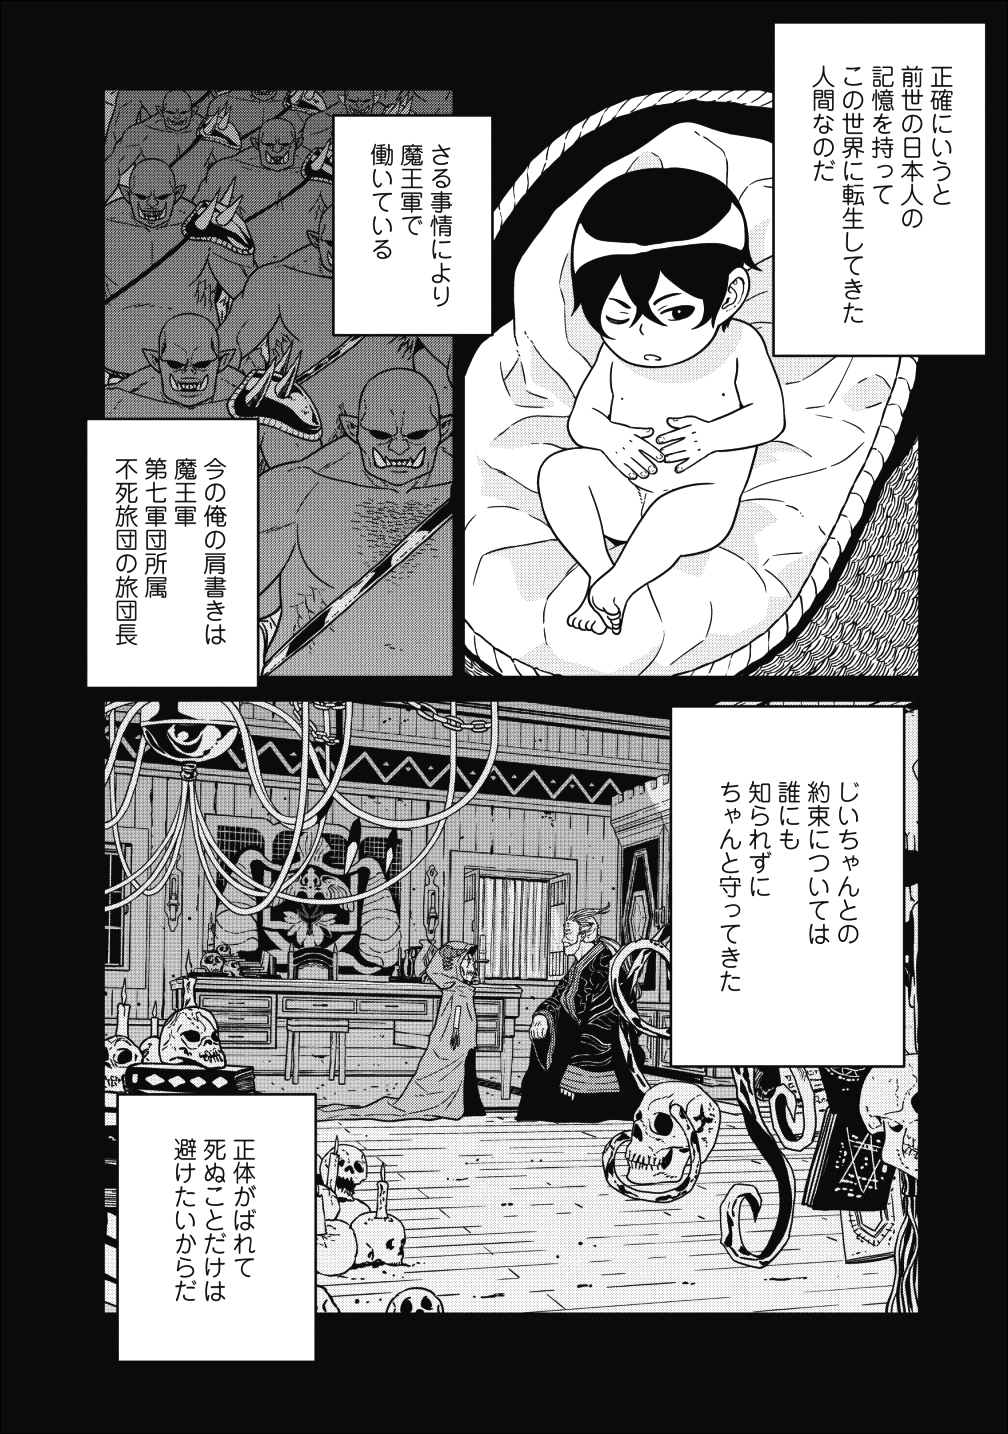 正確にいうと
前世の日本人の
記憶を持って
この世界に転生してきた
人間なのだ
さる事情により
魔王軍で
働いている
今の俺の肩書きは
魔王軍
第七軍団所属
不死旅団の旅団長
じいちゃんとの
約束については
誰にも
知られずに
ちゃんと守ってきた
正体がばれて
死ぬことだけは
避けたいからだ